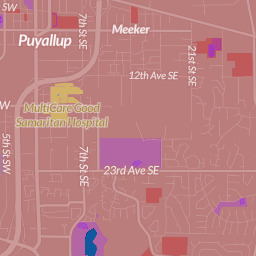 SW
7th St SE
Meeker
Puyallup
21st St SE
12th Ave SE
W
MultiCare Good
Samaritan Hospital
5th St SW
7th St SE
23rd Ave SE